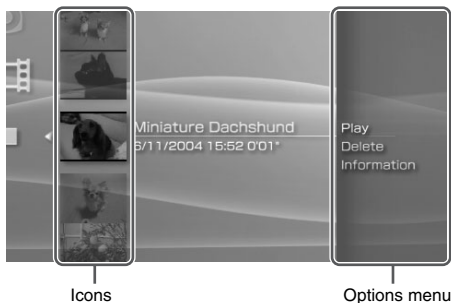 Miniature Dachshund
6/11/2004 15:52 0'01"
Play
Delete
Information
Icons
Options menu